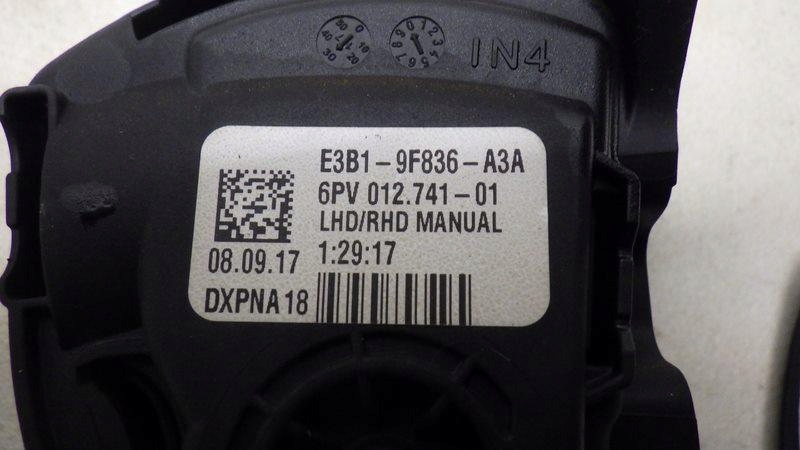 IN4
E3B1-9F836-A3A
6PV 012.741-01
LHD/RHD MANUAL
08.09.17 1:29:17
DXPNA18